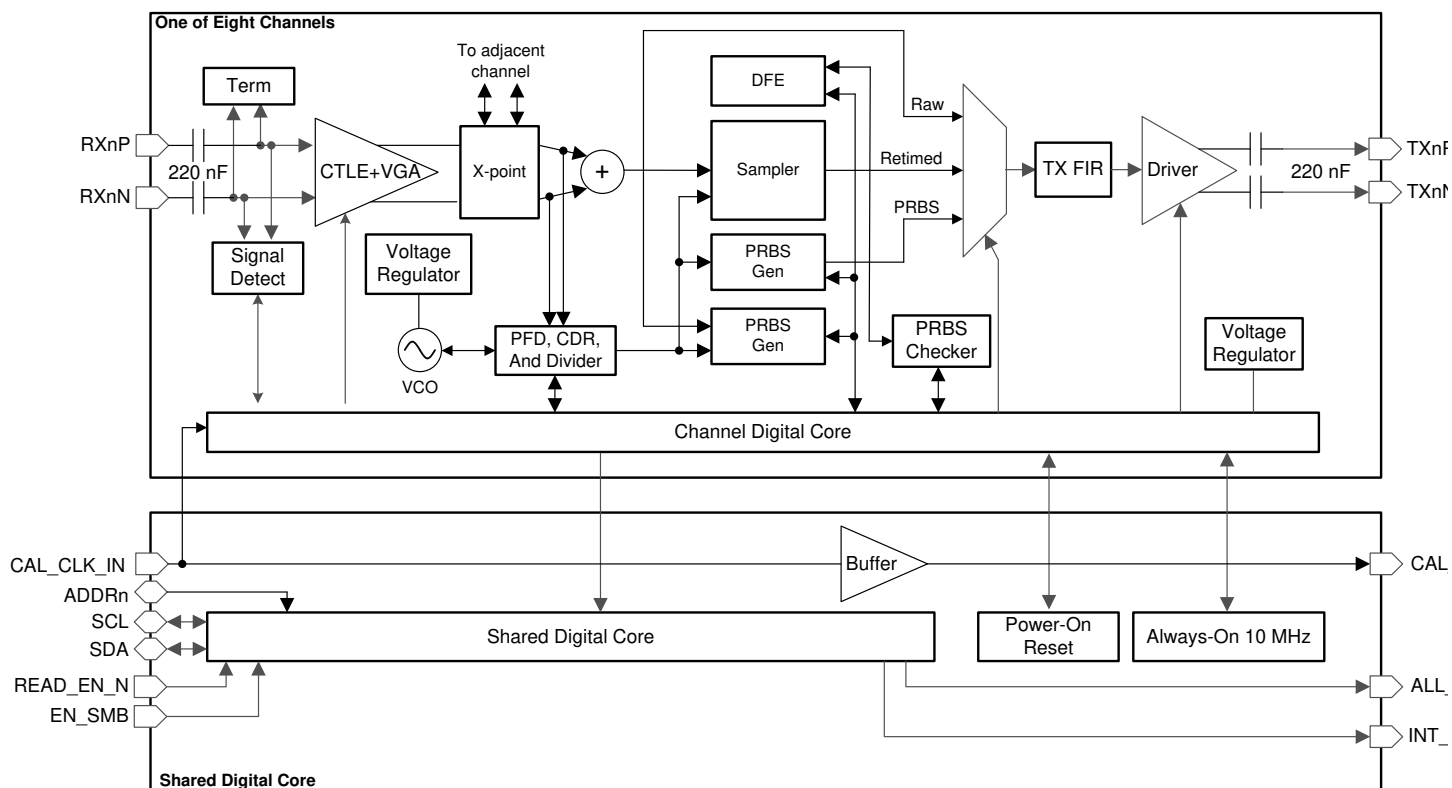 One of Eight Channels
To adjacent
channel
Term
DFE
Raw
RXnP
220 nF
RXnN
CTLE+VGA
X-point
+
Sampler
Retimed
PRBS
TX FIR
Driver
220 nF
TXnP
TXnN
Signal
Detect
Voltage
Regulator
PRBS
Gen
VCO
PFD, CDR,
And Divider
PRBS
Gen
PRBS
Checker
Voltage
Regulator
Channel Digital Core
CAL_CLK_IN
Buffer
CAL_
ADDRn
SCL
SDA
Shared Digital Core
Power-On
Reset
Always-On 10 MHz
READ_EN_N
ALL_
EN_SMB
INT_
Shared Digital Core